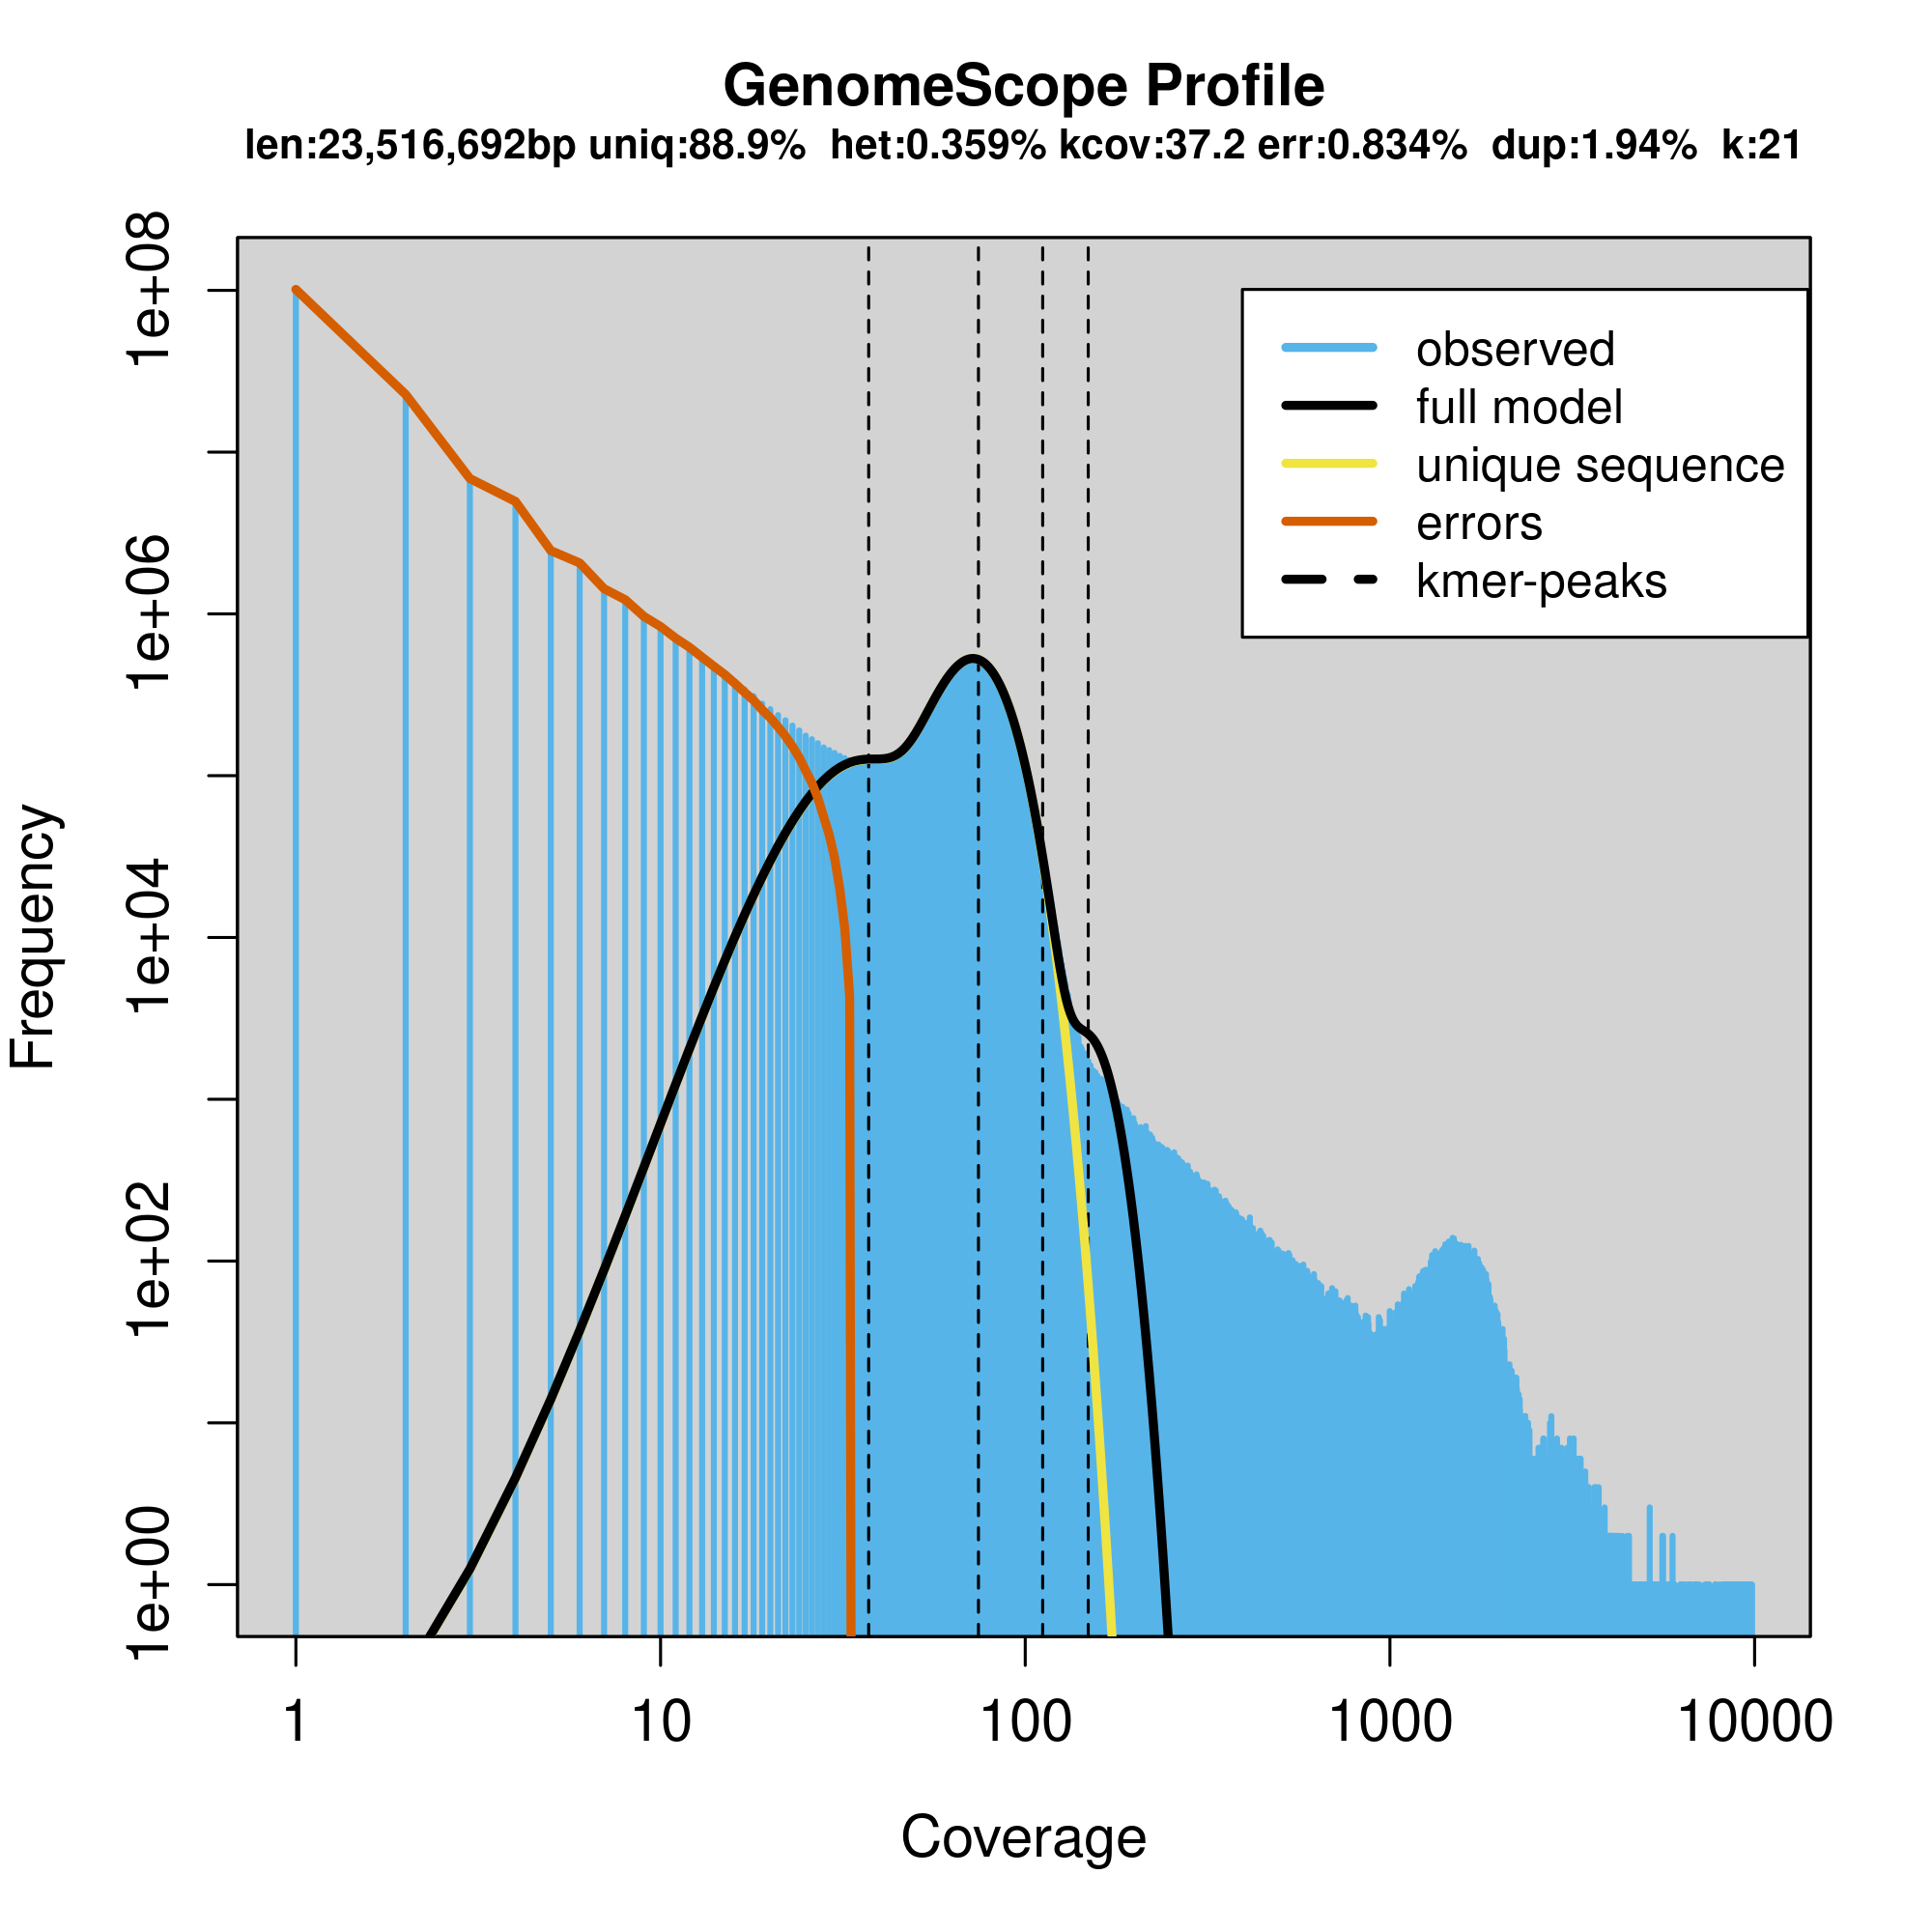 GenomeScope Profile
len:23,516,692bp uniq:88.9% het:0.359% kcov:37.2 err:0.834% dup:1.94% k:21
1e+08
1e+06
1e+04
1e+02
1e+00
Frequency
observed
full model
unique sequence
errors
kmer-peaks
1 10 100 1000 10000
Coverage